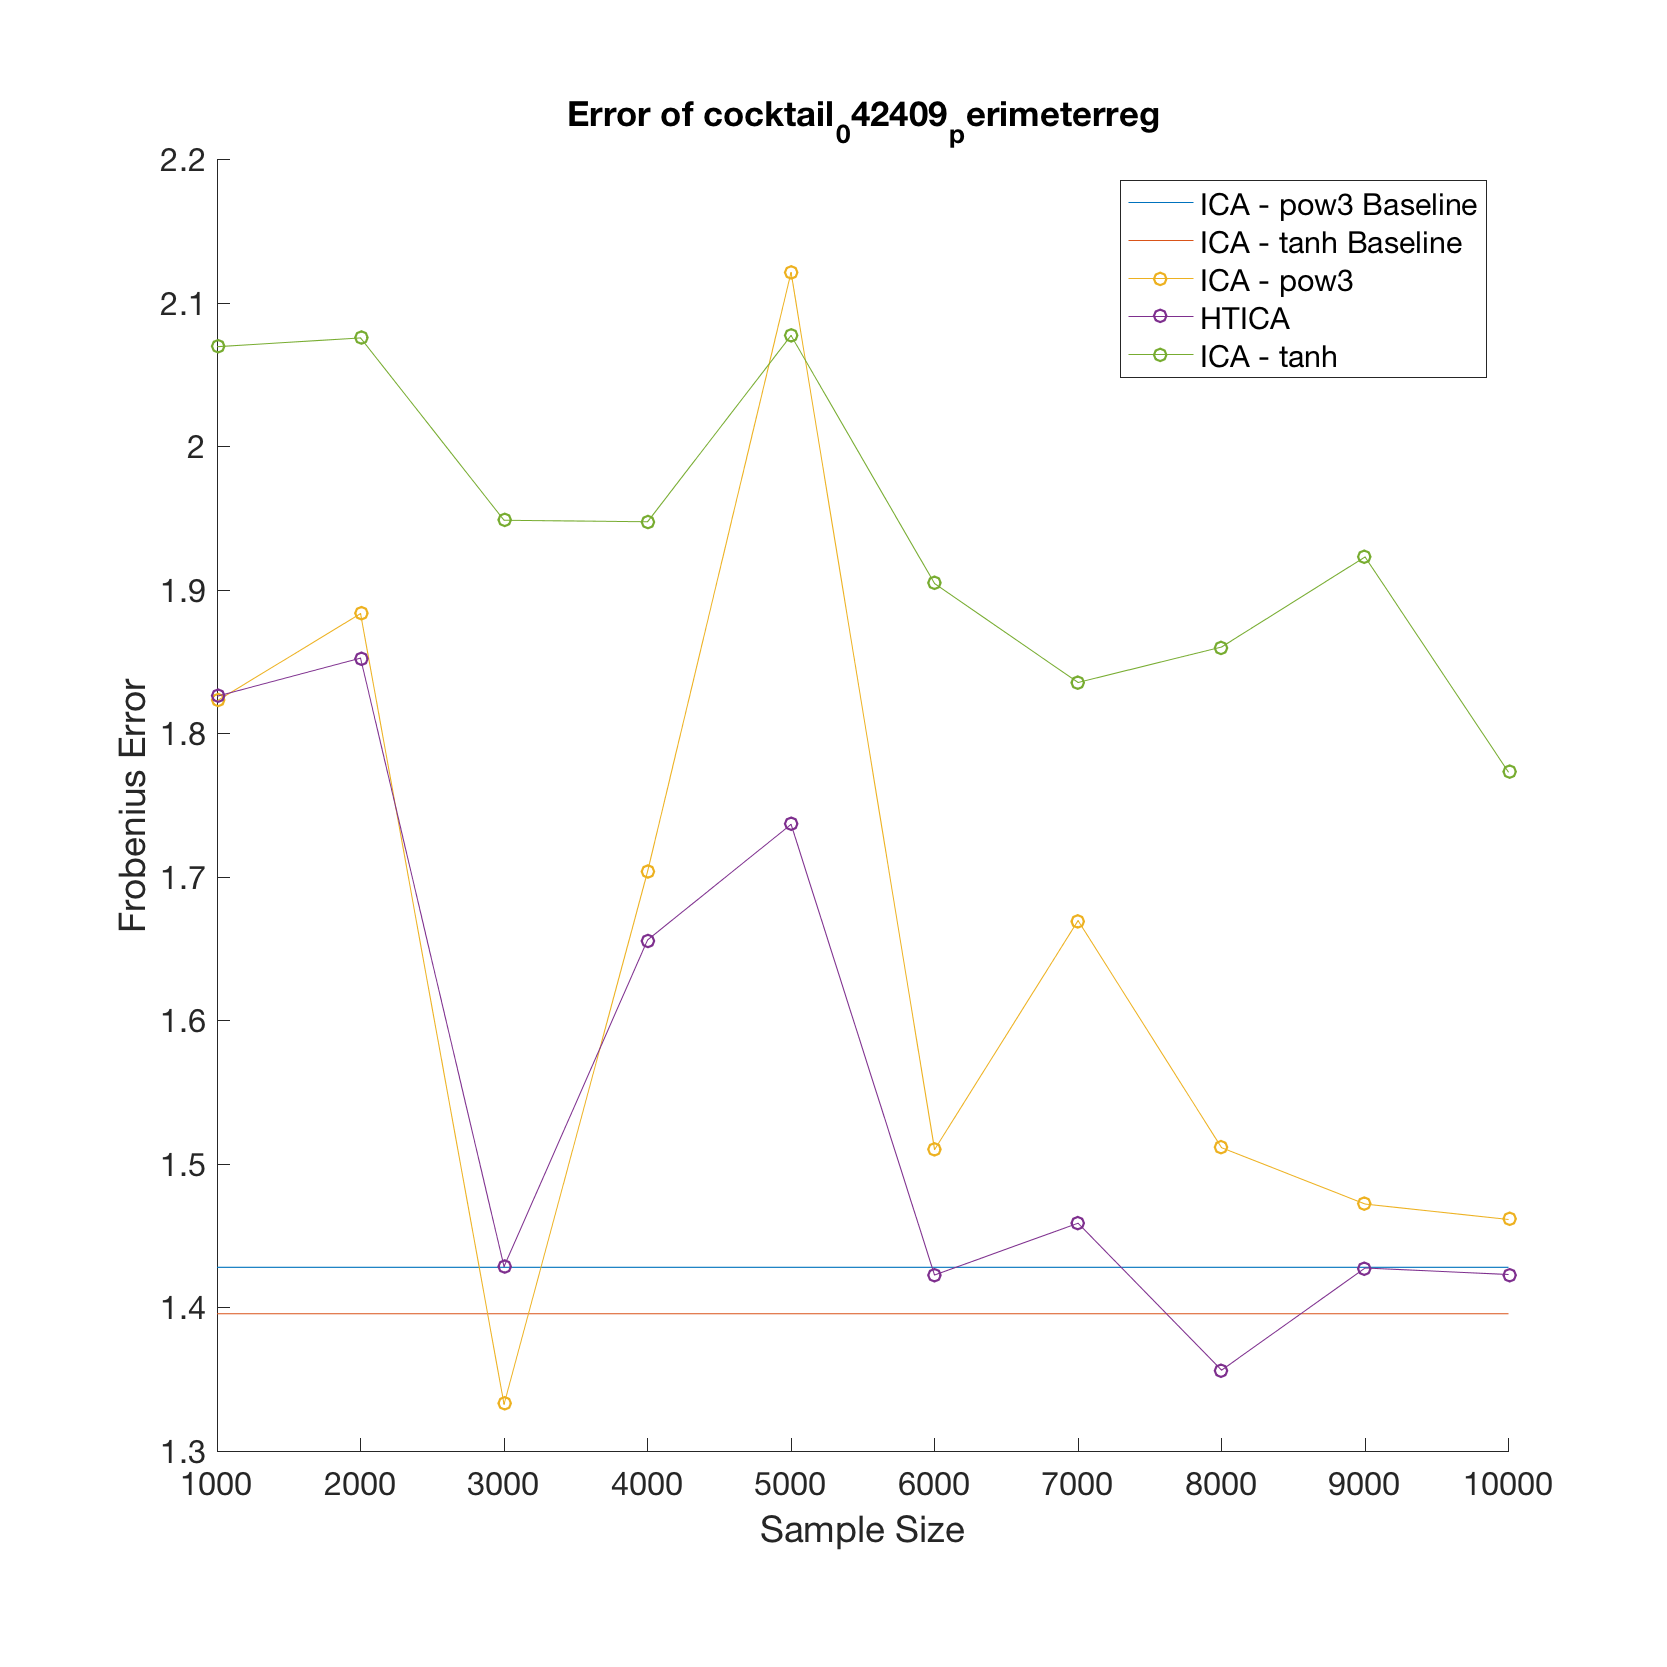 Error of cocktail_042409_perimeterreg
2.2
2.1
2
1.9
1.8
1.7
1.6
1.5
1.4
1.3
Frobenius Error
ICA - pow3 Baseline
ICA - tanh Baseline
ICA - pow3
HTICA
ICA - tanh
1000 2000 3000 4000 5000 6000 7000 8000 9000 10000
Sample Size